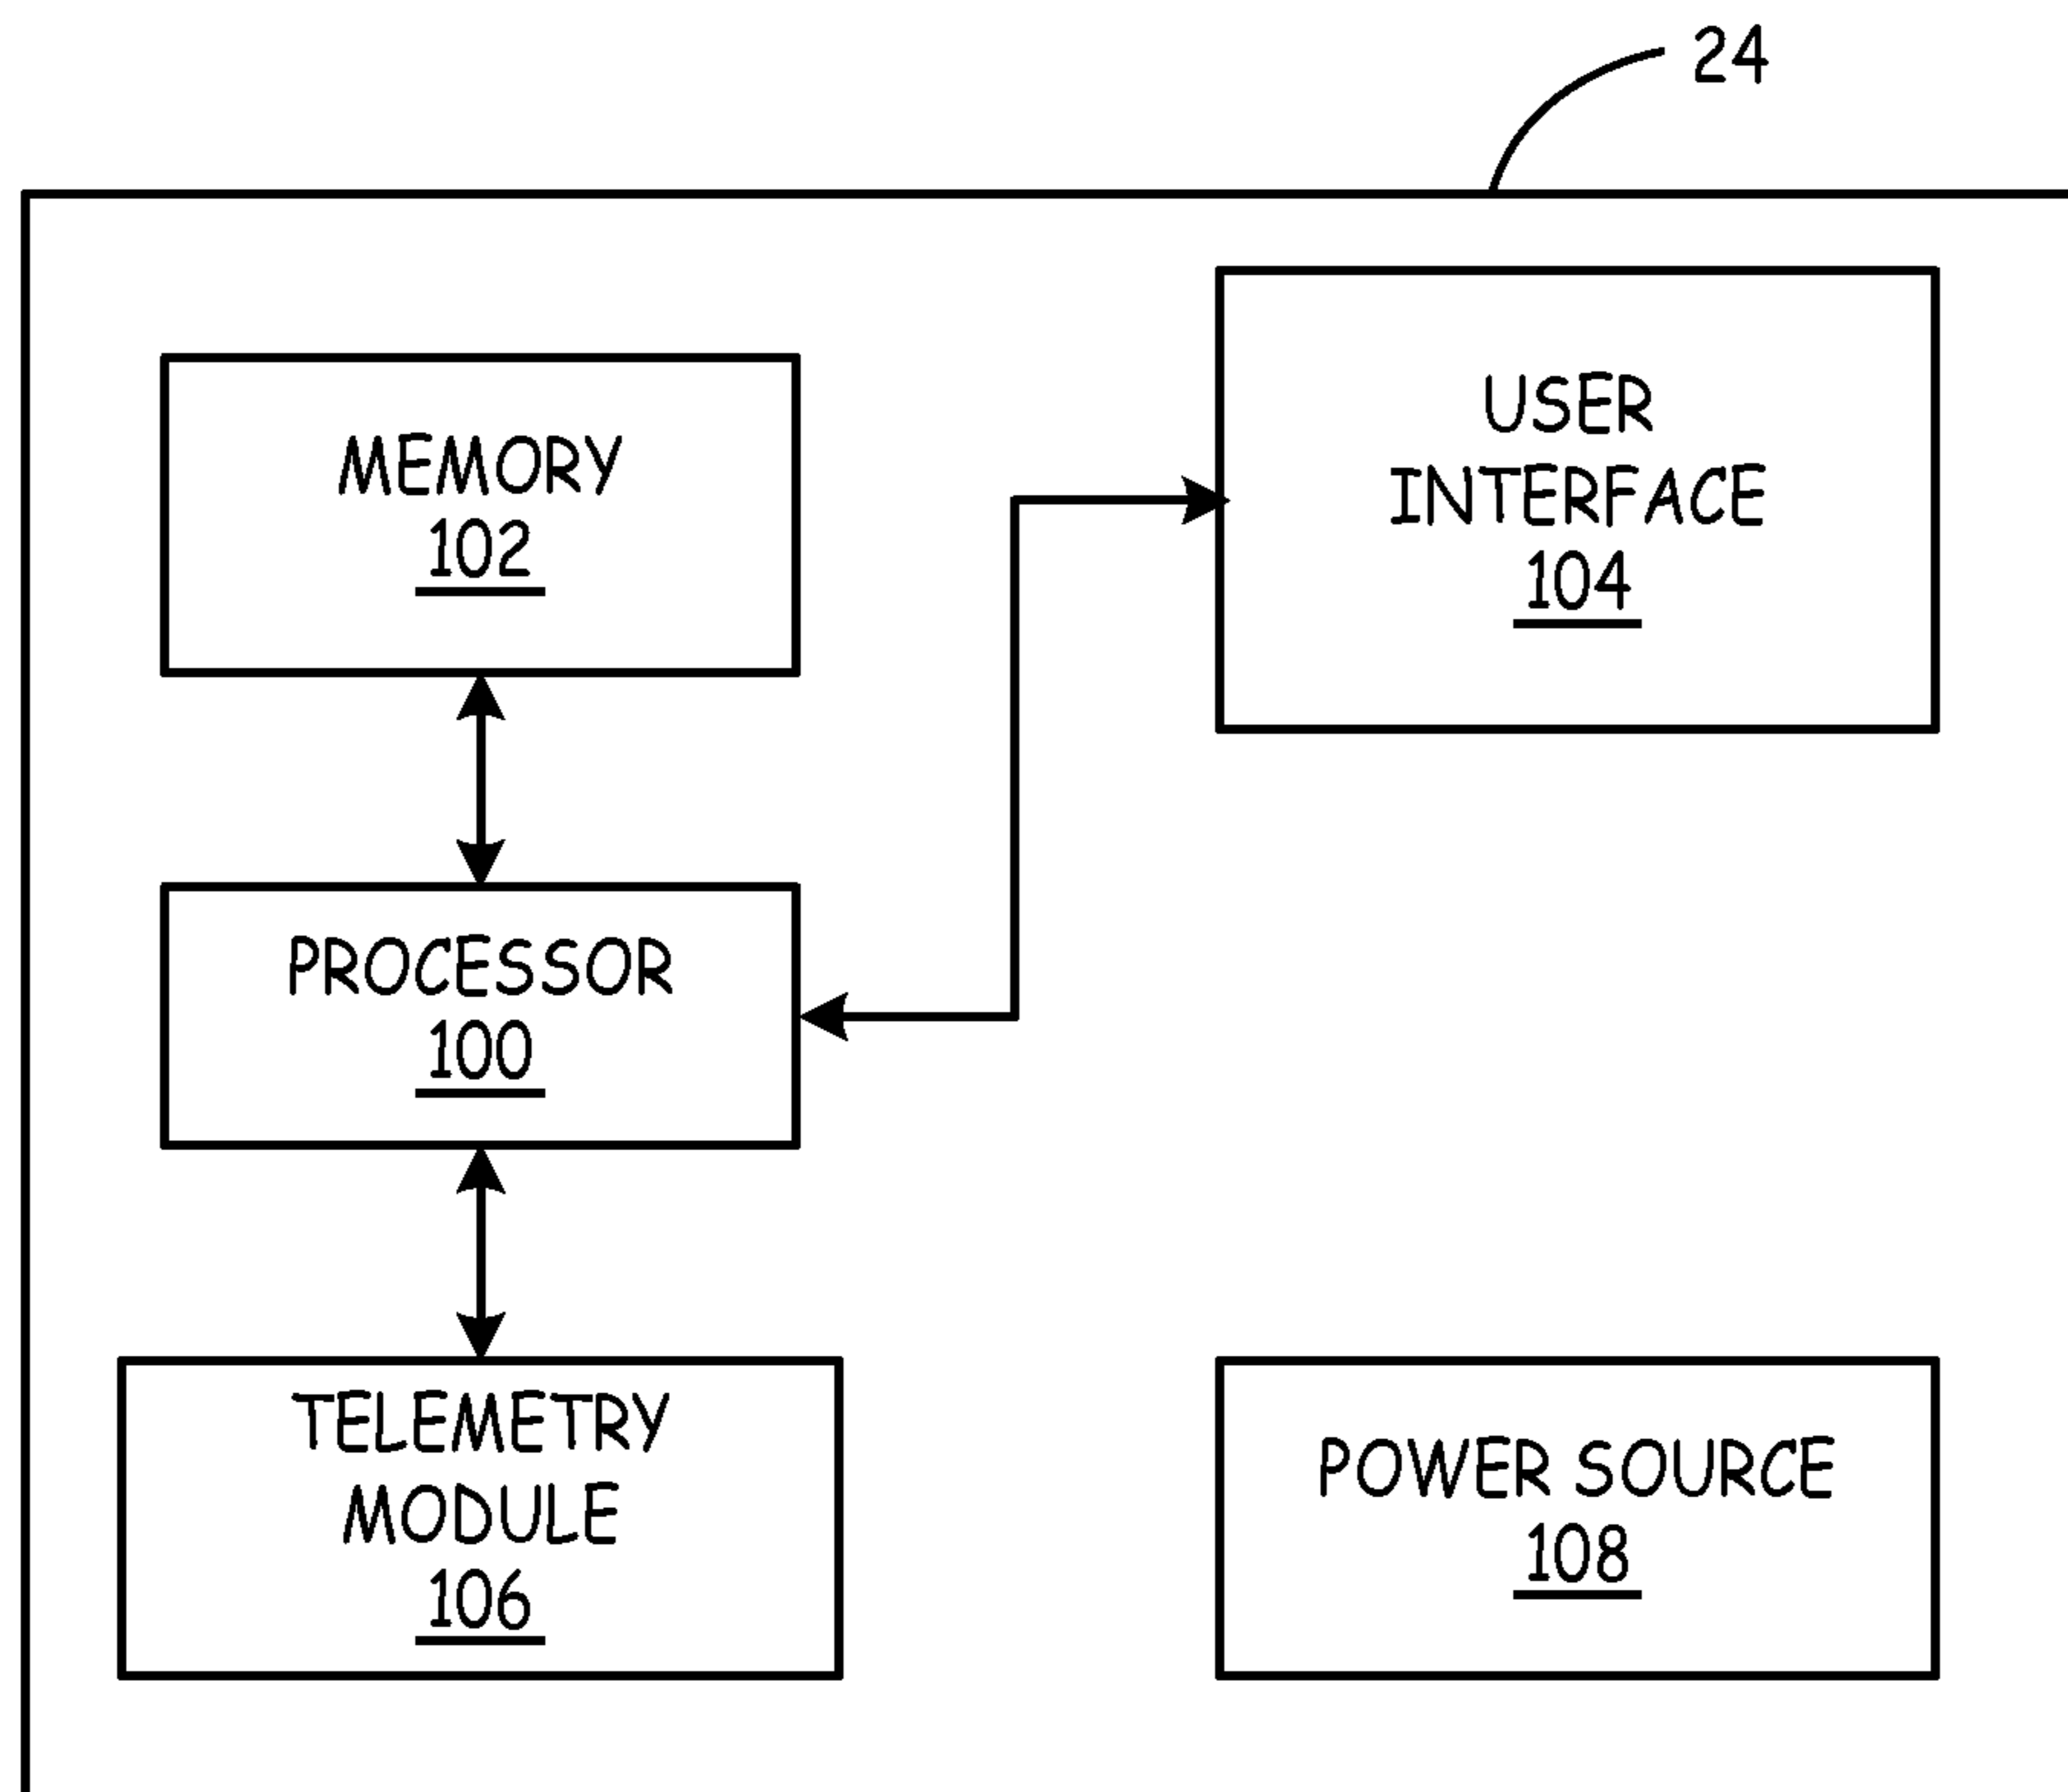 24
MEMORY
102
USER
INTERFACE
104
PROCESSOR
100
TELEMETRY
MODULE
106
POWER SOURCE
108